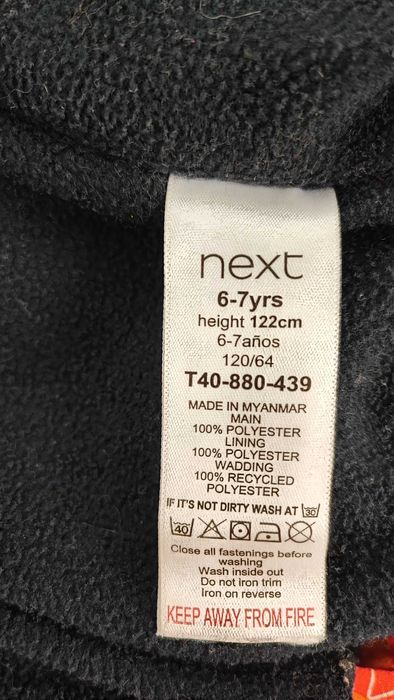 next
6-7yrs
height 122cm
6-7años
120/64
T40-880-439
MADE IN MYANMAR
MAIN
100% POLYESTER
LINING
100% POLYESTER
WADDING
100% RECYCLED
POLYESTER
IF IT'S NOT DIRTY WASH AT 30
40
Close all fastenings before
washing
Wash inside out
Do not iron trim
Iron on reverse
KEEP AWAY FROM FIRE